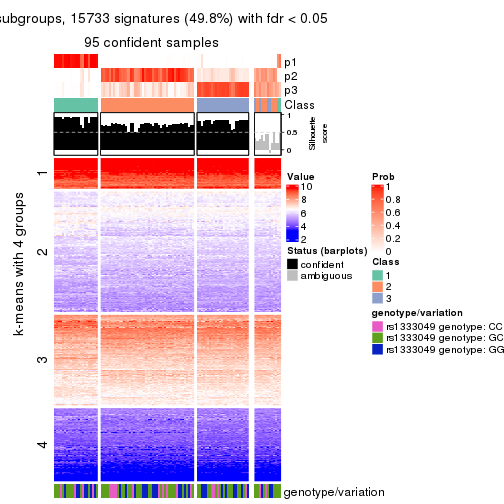 subgroups, 15733 signatures (49.8%) with fdr < 0.05
95 confident samples
p1
p2
p3
Class
1
0.5
0
Silhouette
score
k-means with 4 groups
1
2
3
4
genotype/variation
Value
10
8
6
4
2
Status (barplots)
confident
ambiguous
Prob
1
0.8
0.6
0.4
0.2
0
Class
1
2
3
genotype/variation
rs1333049 genotype: CC
rs1333049 genotype: GC
rs1333049 genotype: GG